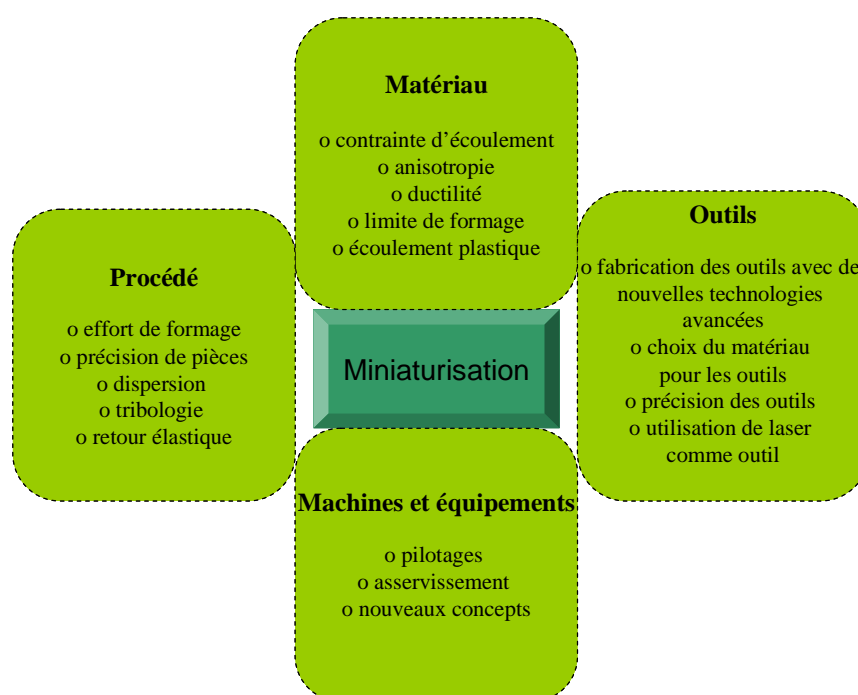 Matériau
o contrainte d'écoulement
o anisotropie
o ductilité
o limite de formage
o écoulement plastique
Procédé
o effort de formage
o précision de pièces
o dispersion
o tribologie
o retour élastique
Miniaturisation
Outils
o fabrication des outils avec de
nouvelles technologies
avancées
o choix du matériau
pour les outils
o précision des outils
o utilisation de laser
comme outil
Machines et équipements
o pilotages
o asservissement
o nouveaux concepts